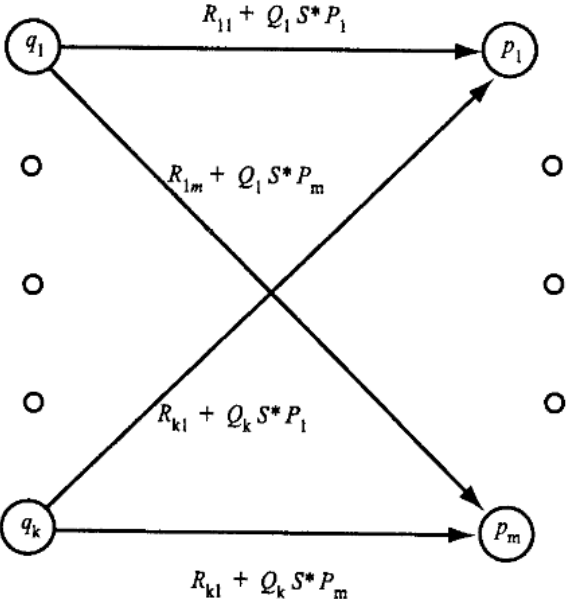 R₁₁ + Q₁ S* P₁
q₁
p₁
R₁ₘ + Q₁ S* Pₘ
Rₖ₁ + Qₖ S* P₁
qₖ
pₘ
Rₖ₁ + Qₖ S* Pₘ